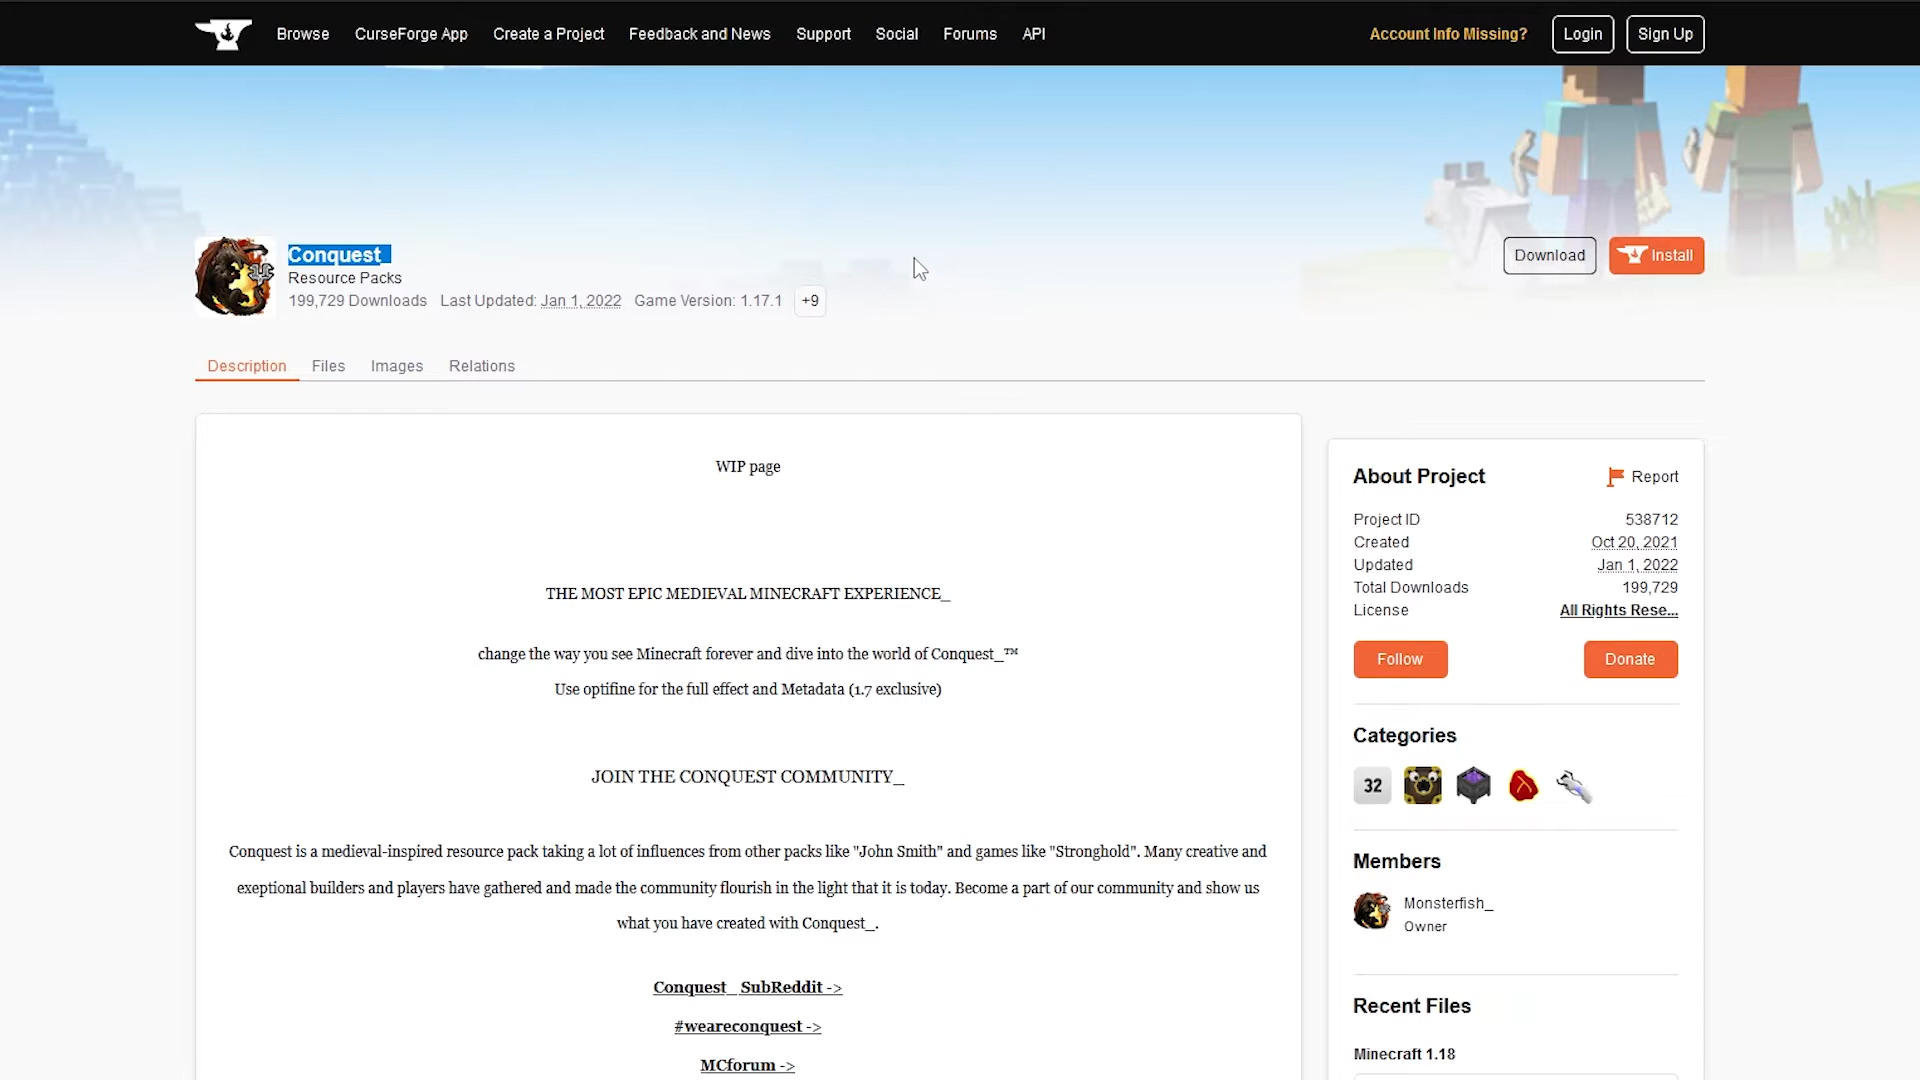 Browse CurseForge App Create a Project Feedback and News Support Social Forums API Account Info Missing? Login Sign Up
Conquest_
Resource Packs
199,729 Downloads Last Updated: Jan 1, 2022 Game Version: 1.17.1 +9
Download Install
Description Files Images Relations
WIP page
THE MOST EPIC MEDIEVAL MINECRAFT EXPERIENCE_
change the way you see Minecraft forever and dive into the world of Conquest_™
Use optifine for the full effect and Metadata (1.7 exclusive)
JOIN THE CONQUEST COMMUNITY_
Conquest is a medieval-inspired resource pack taking a lot of influences from other packs like "John Smith" and games like "Stronghold". Many creative and
exeptional builders and players have gathered and made the community flourish in the light that it is today. Become a part of our community and show us
what you have created with Conquest_.
Conquest_ SubReddit ->
#weareconquest ->
MCforum ->
About Project Report
Project ID 538712
Created Oct 20, 2021
Updated Jan 1, 2022
Total Downloads 199,729
License All Rights Rese...
Follow Donate
Categories
32
Members
Monsterfish_
Owner
Recent Files
Minecraft 1.18